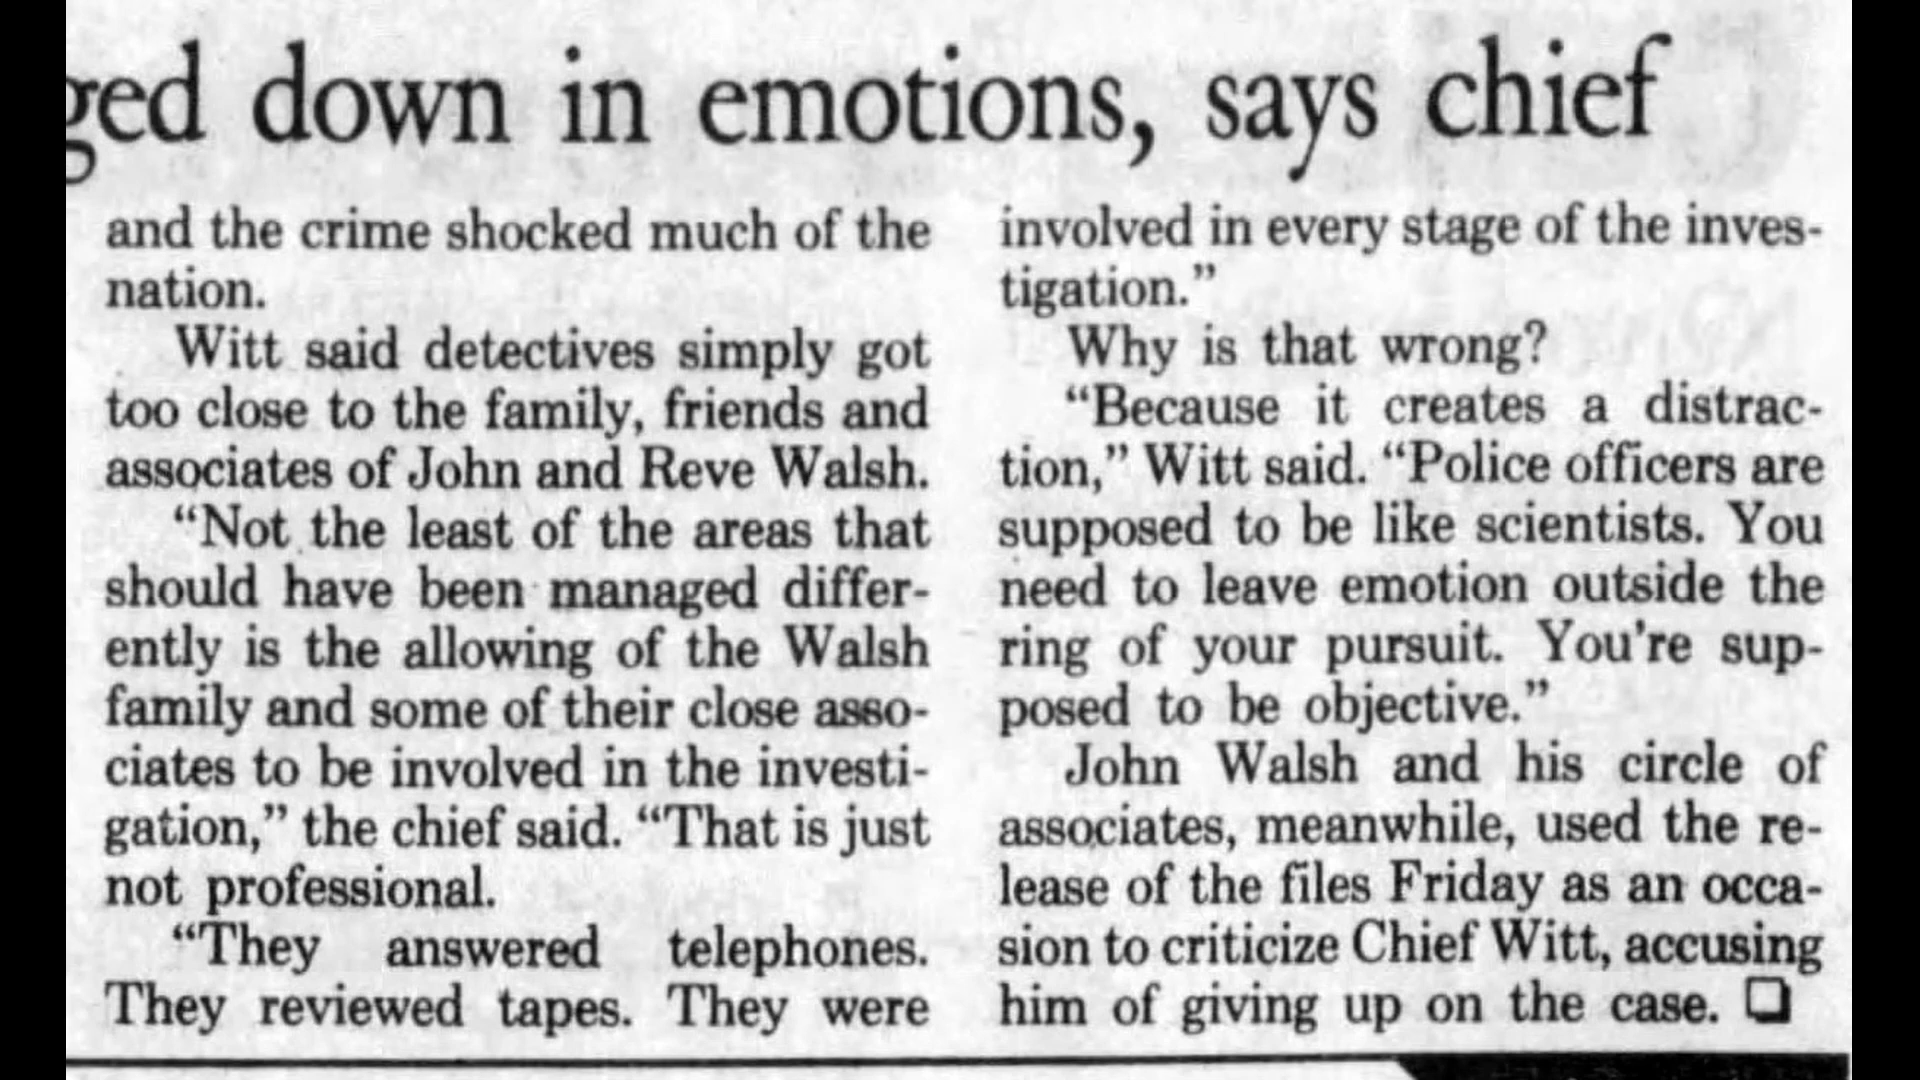 ged down in emotions, says chief
and the crime shocked much of the
nation.
Witt said detectives simply got
too close to the family, friends and
associates of John and Reve Walsh.
“Not the least of the areas that
should have been managed differ-
ently is the allowing of the Walsh
family and some of their close asso-
ciates to be involved in the investi-
gation,” the chief said. “That is just
not professional.
“They answered telephones.
They reviewed tapes. They were
involved in every stage of the inves-
tigation.”
Why is that wrong?
“Because it creates a distrac-
tion,” Witt said. “Police officers are
supposed to be like scientists. You
need to leave emotion outside the
ring of your pursuit. You're sup-
posed to be objective.”
John Walsh and his circle of
associates, meanwhile, used the re-
lease of the files Friday as an occa-
sion to criticize Chief Witt, accusing
him of giving up on the case. ❏